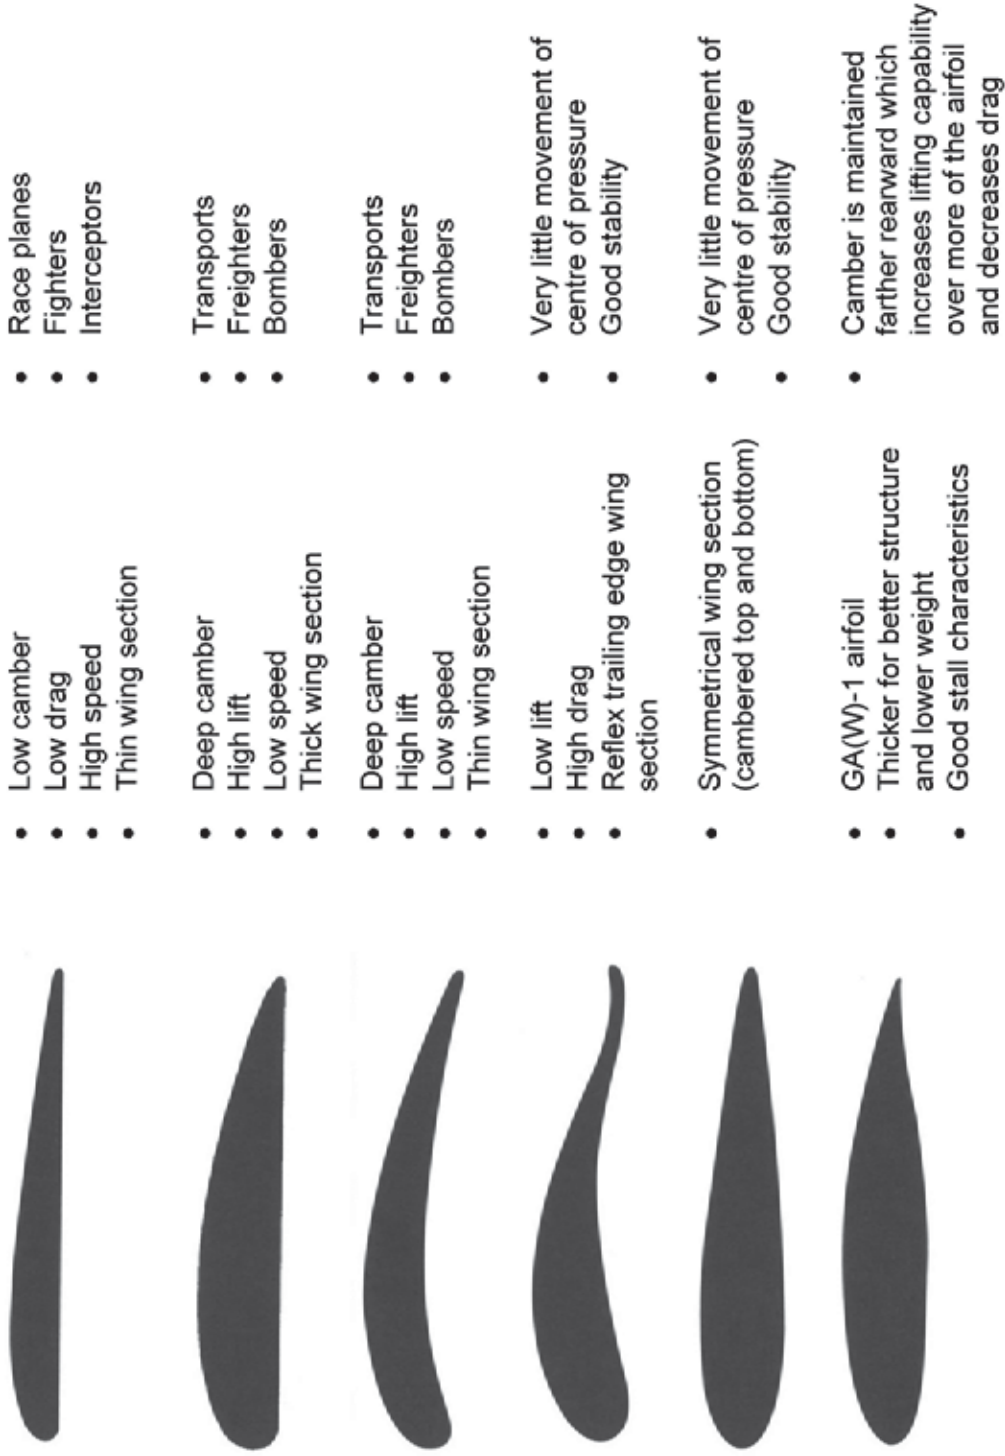 • Low camber
• Low drag
• High speed
• Thin wing section
• Race planes
• Fighters
• Interceptors
• Deep camber
• High lift
• Low speed
• Thick wing section
• Transports
• Freighters
• Bombers
• Deep camber
• High lift
• Low speed
• Thin wing section
• Transports
• Freighters
• Bombers
• Low lift
• High drag
• Reflex trailing edge wing
section
• Very little movement of
centre of pressure
• Good stability
• Symmetrical wing section
(cambered top and bottom)
• Very little movement of
centre of pressure
• Good stability
• GA(W)-1 airfoil
• Thicker for better structure
and lower weight
• Good stall characteristics
• Camber is maintained
farther rearward which
increases lifting capability
over more of the airfoil
and decreases drag